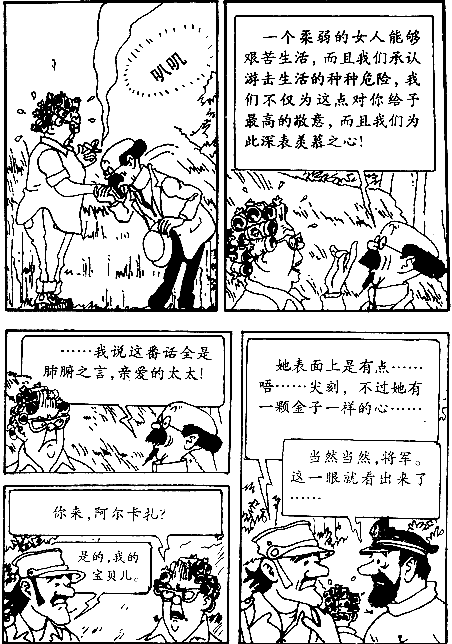 叽叽
一个柔弱的女人能够
艰苦生活，而且我们承认
游击生活的种种危险，我
们不仅为这点对你给予
最高的敬意，而且我们为
此深表羡慕之心！
……我说这番话全是
肺腑之言，亲爱的太太！
她表面上是有点……
唔……尖刻，不过她有
一颗金子一样的心……
当然当然，将军。
这一眼就看出来了
……
你来，阿尔卡扎？
是的，我的
宝贝儿。